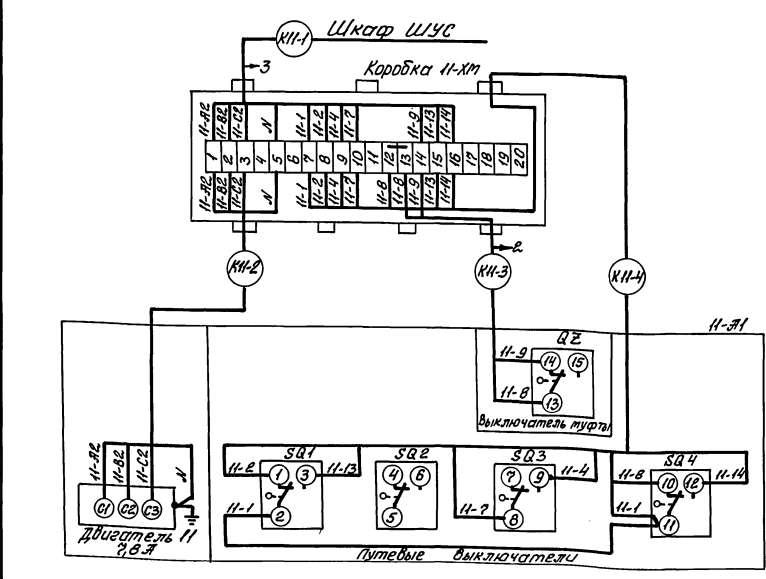 К11-1
Шкаф ШУС
3
Коробка 11-ХТ
11-А2 11-В2 11-С2 N 11-1 11-2 11-4 11-7 11-9 11-13 11-14
1 2 3 4 5 6 7 8 9 10 11 12 13 14 15 16 17 18 19 20
11-А2 11-В2 11-С2 N 11-1 11-2 11-4 11-7 11-8 11-8 11-9 11-13 11-14
2
К11-2 К11-3 К11-4
11-А1
QZ
11-9 14 15
11-8 13
Выключатель муфты
11-А2 11-В2 11-С2 N
SQ1 SQ2 SQ3 SQ4
11-2 1 3 11-13 4 6 7 9 11-4 11-8 10 12 11-14
11-1 2 5 11-7 8 11-1 11
С1 С2 С3
Двигатель 11
7,8 А
Путевые выключатели